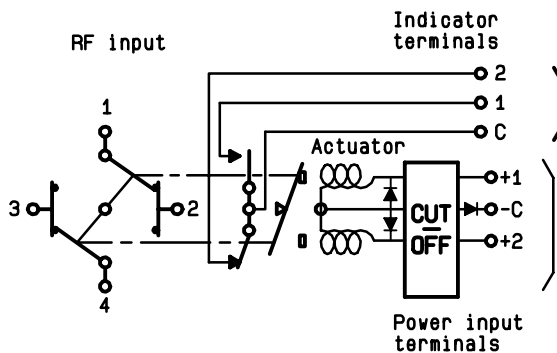 Indicator
terminals
RF input
2
1
C
1
Actuator
3
2
+1
-C
+2
CUT
-
OFF
4
Power input
terminals